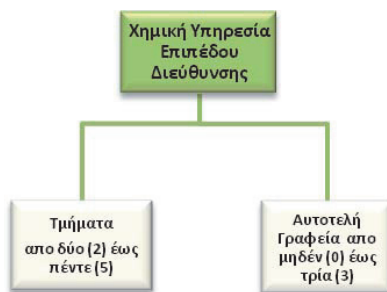 Χημική Υπηρεσία
Επιπέδου
Διεύθυνσης
Τμήματα
απο δύο (2) έως
πέντε (5)
Αυτοτελή
Γραφεία απο
μηδέν (0) έως
τρία (3)